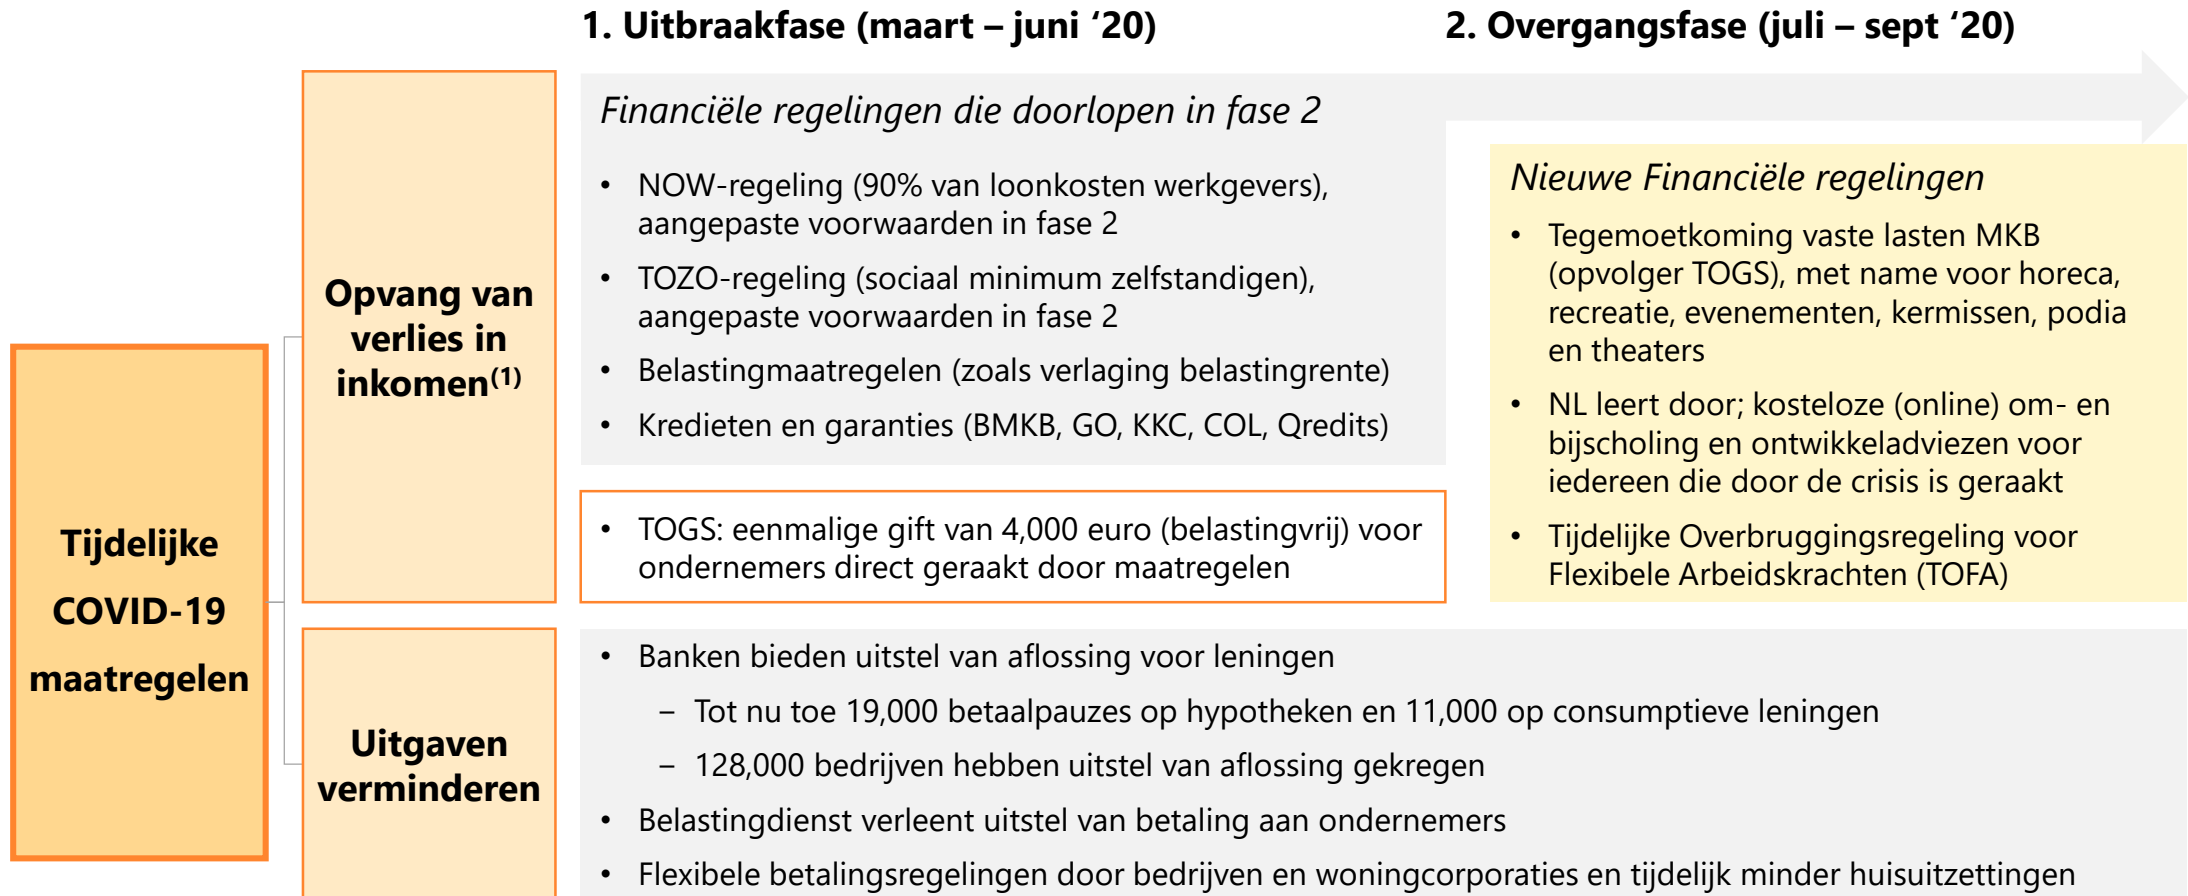 1. Uitbraakfase (maart – juni ‘20)
2. Overgangsfase (juli – sept ‘20)
Tijdelijke
COVID-19
maatregelen
Opvang van
verlies in
inkomen(1)
Financiële regelingen die doorlopen in fase 2
• NOW-regeling (90% van loonkosten werkgevers),
aangepaste voorwaarden in fase 2
• TOZO-regeling (sociaal minimum zelfstandigen),
aangepaste voorwaarden in fase 2
• Belastingmaatregelen (zoals verlaging belastingrente)
• Kredieten en garanties (BMKB, GO, KKC, COL, Qredits)
• TOGS: eenmalige gift van 4,000 euro (belastingvrij) voor
ondernemers direct geraakt door maatregelen
Nieuwe Financiële regelingen
• Tegemoetkoming vaste lasten MKB
(opvolger TOGS), met name voor horeca,
recreatie, evenementen, kermissen, podia
en theaters
• NL leert door; kosteloze (online) om- en
bijscholing en ontwikkeladviezen voor
iedereen die door de crisis is geraakt
• Tijdelijke Overbruggingsregeling voor
Flexibele Arbeidskrachten (TOFA)
Uitgaven
verminderen
• Banken bieden uitstel van aflossing voor leningen
– Tot nu toe 19,000 betaalpauzes op hypotheken en 11,000 op consumptieve leningen
– 128,000 bedrijven hebben uitstel van aflossing gekregen
• Belastingdienst verleent uitstel van betaling aan ondernemers
• Flexibele betalingsregelingen door bedrijven en woningcorporaties en tijdelijk minder huisuitzettingen